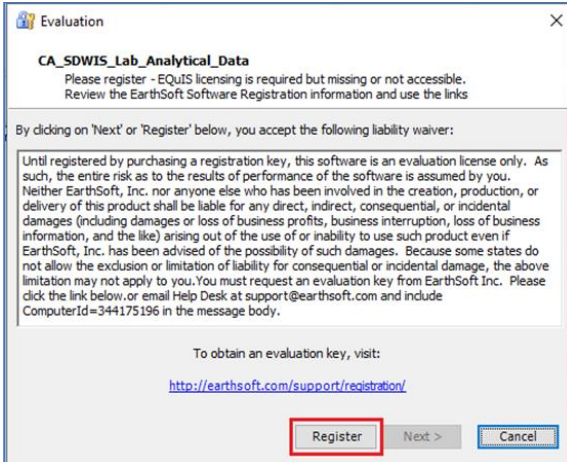 Evaluation
CA_SDWIS_Lab_Analytical_Data
Please register - EQuIS licensing is required but missing or not accessible.
Review the EarthSoft Software Registration information and use the links
By clicking on 'Next' or 'Register' below, you accept the following liability waiver:
Until registered by purchasing a registration key, this software is an evaluation license only. As
such, the entire risk as to the results of performance of the software is assumed by you.
Neither EarthSoft, Inc. nor anyone else who has been involved in the creation, production, or
delivery of this product shall be liable for any direct, indirect, consequential, or incidental
damages (including damages or loss of business profits, business interruption, loss of business
information, and the like) arising out of the use of or inability to use such product even if
EarthSoft, Inc. has been advised of the possibility of such damages. Because some states do
not allow the exclusion or limitation of liability for consequential or incidental damage, the above
limitation may not apply to you.You must request an evaluation key from EarthSoft Inc. Please
click the link below.or email Help Desk at support@earthsoft.com and include
ComputerId=344175196 in the message body.
To obtain an evaluation key, visit:
http://earthsoft.com/support/registration/
Register Next > Cancel